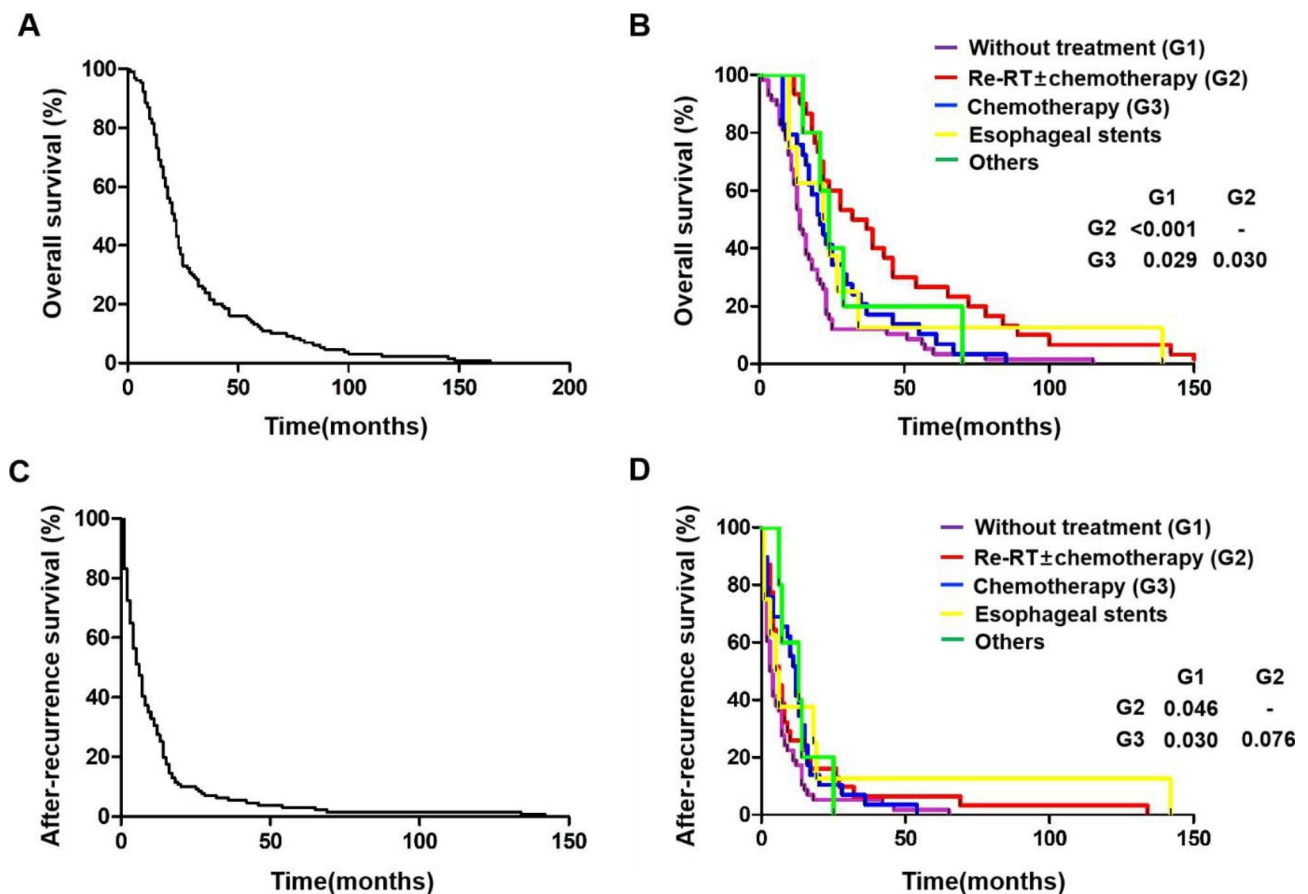 A
Overall survival (%)
100
80
60
40
20
0
0 50 100 150 200
Time(months)
B
Overall survival (%)
100
80
60
40
20
0
0 50 100 150
Time(months)
Without treatment (G1)
Re-RT±chemotherapy (G2)
Chemotherapy (G3)
Esophageal stents
Others
G1 G2
G2 <0.001 -
G3 0.029 0.030
C
After-recurrence survival (%)
100
80
60
40
20
0
0 50 100 150
Time(months)
D
After-recurrence survival (%)
100
80
60
40
20
0
0 50 100 150
Time(months)
Without treatment (G1)
Re-RT±chemotherapy (G2)
Chemotherapy (G3)
Esophageal stents
Others
G1 G2
G2 0.046 -
G3 0.030 0.076